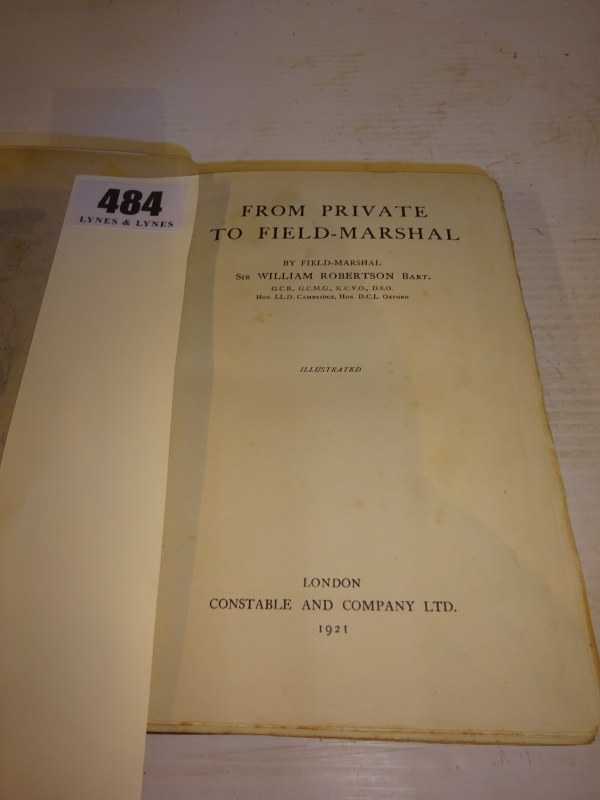 484
LYNES & LYNES
FROM PRIVATE
TO FIELD-MARSHAL
BY FIELD-MARSHAL
SIR WILLIAM ROBERTSON BART.
G.C.B., G.C.M.G., K.C.V.O., D.S.O.
HON. LL.D. CAMBRIDGE, HON. D.C.L. OXFORD
ILLUSTRATED
LONDON
CONSTABLE AND COMPANY LTD.
1921